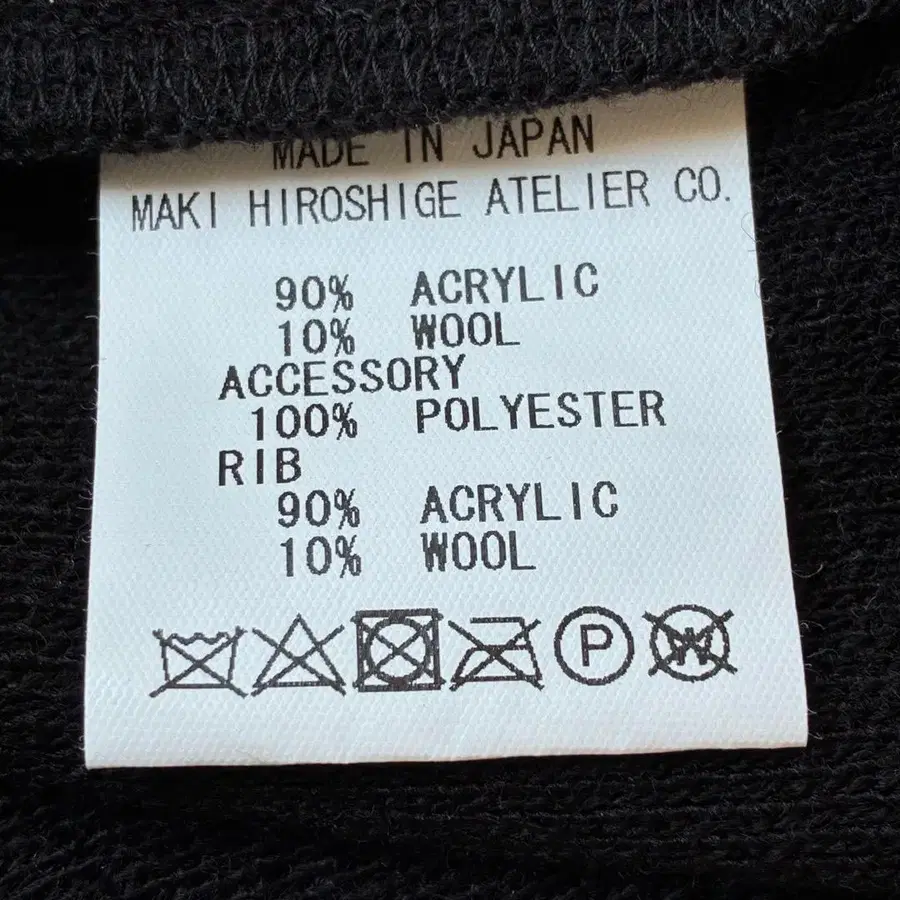 MADE IN JAPAN
MAKI HIROSHIGE ATELIER CO.
90% ACRYLIC
10% WOOL
ACCESSORY
100% POLYESTER
RIB
90% ACRYLIC
10% WOOL
P W